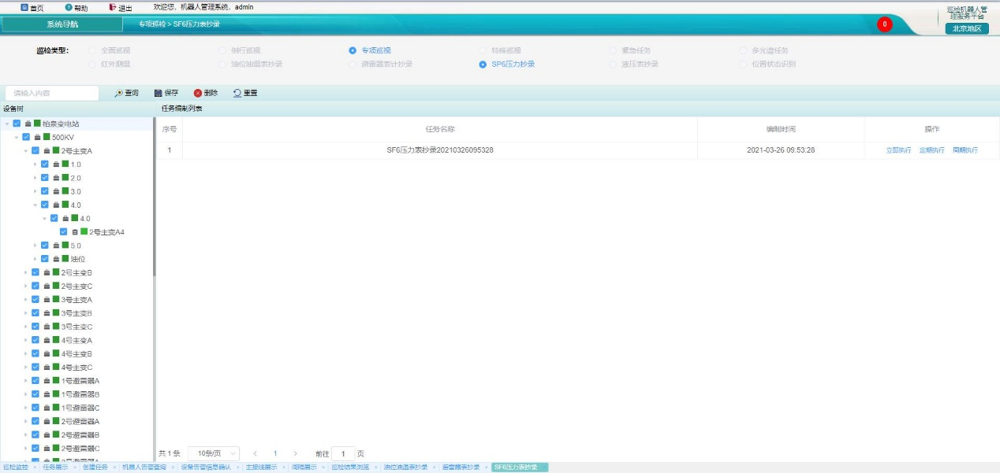 首页 帮助 退出 欢迎您, 机器人管理系统, admin
巡检机器人管理服务平台
系统导航 专项巡检 > SF6压力表抄录 0 北京地区
巡检类型: 全面巡视 例行巡视 专项巡视 特殊巡视 紧急任务 多光谱任务
红外测温 油位油温表抄录 避雷器表计抄录 SP6压力抄录 液压表抄录 位置状态识别
请输入内容 查询 保存 删除 重置
设备树 任务编制列表
序号 任务名称 编制时间 操作
1 SF6压力表抄录20210326095328 2021-03-26 09:53:28 立即执行 定期执行 周期执行
柏泉变电站
500KV
2号主变A
1.0
2.0
3.0
4.0
4.0
2号主变A4
5.0
油位
2号主变B
2号主变C
3号主变A
3号主变B
3号主变C
4号主变A
4号主变B
4号主变C
1号避雷器A
1号避雷器B
1号避雷器C
2号避雷器A
2号避雷器B
2号避雷器C
共 1 条 10条/页 1 前往 1 页
巡检监控 任务展示 创建任务 机器人告警查询 设备告警信息确认 主接线展示 间隔展示 巡检结果浏览 油位油温表抄录 避雷器表抄录 SF6压力表抄录